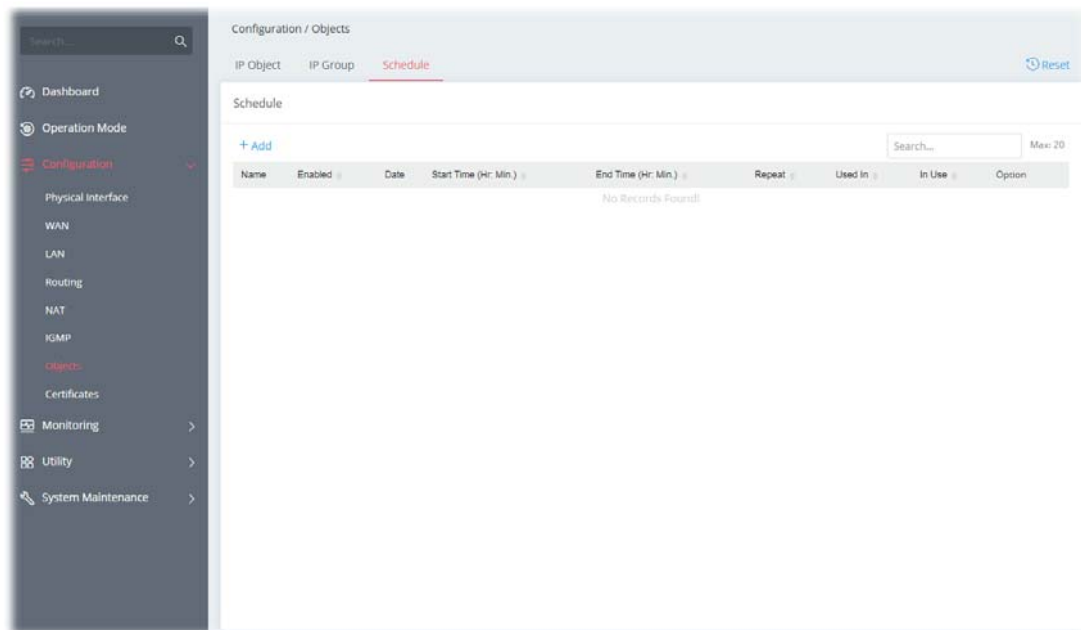 Search...
Dashboard
Operation Mode
Configuration
Physical Interface
WAN
LAN
Routing
NAT
IGMP
Objects
Certificates
Monitoring
Utility
System Maintenance
Configuration / Objects
IP Object IP Group Schedule
Reset
Schedule
+ Add
Search...
Max: 20
Name Enabled Date Start Time (Hr: Min.) End Time (Hr: Min.) Repeat Used In In Use Option
No Records Found!